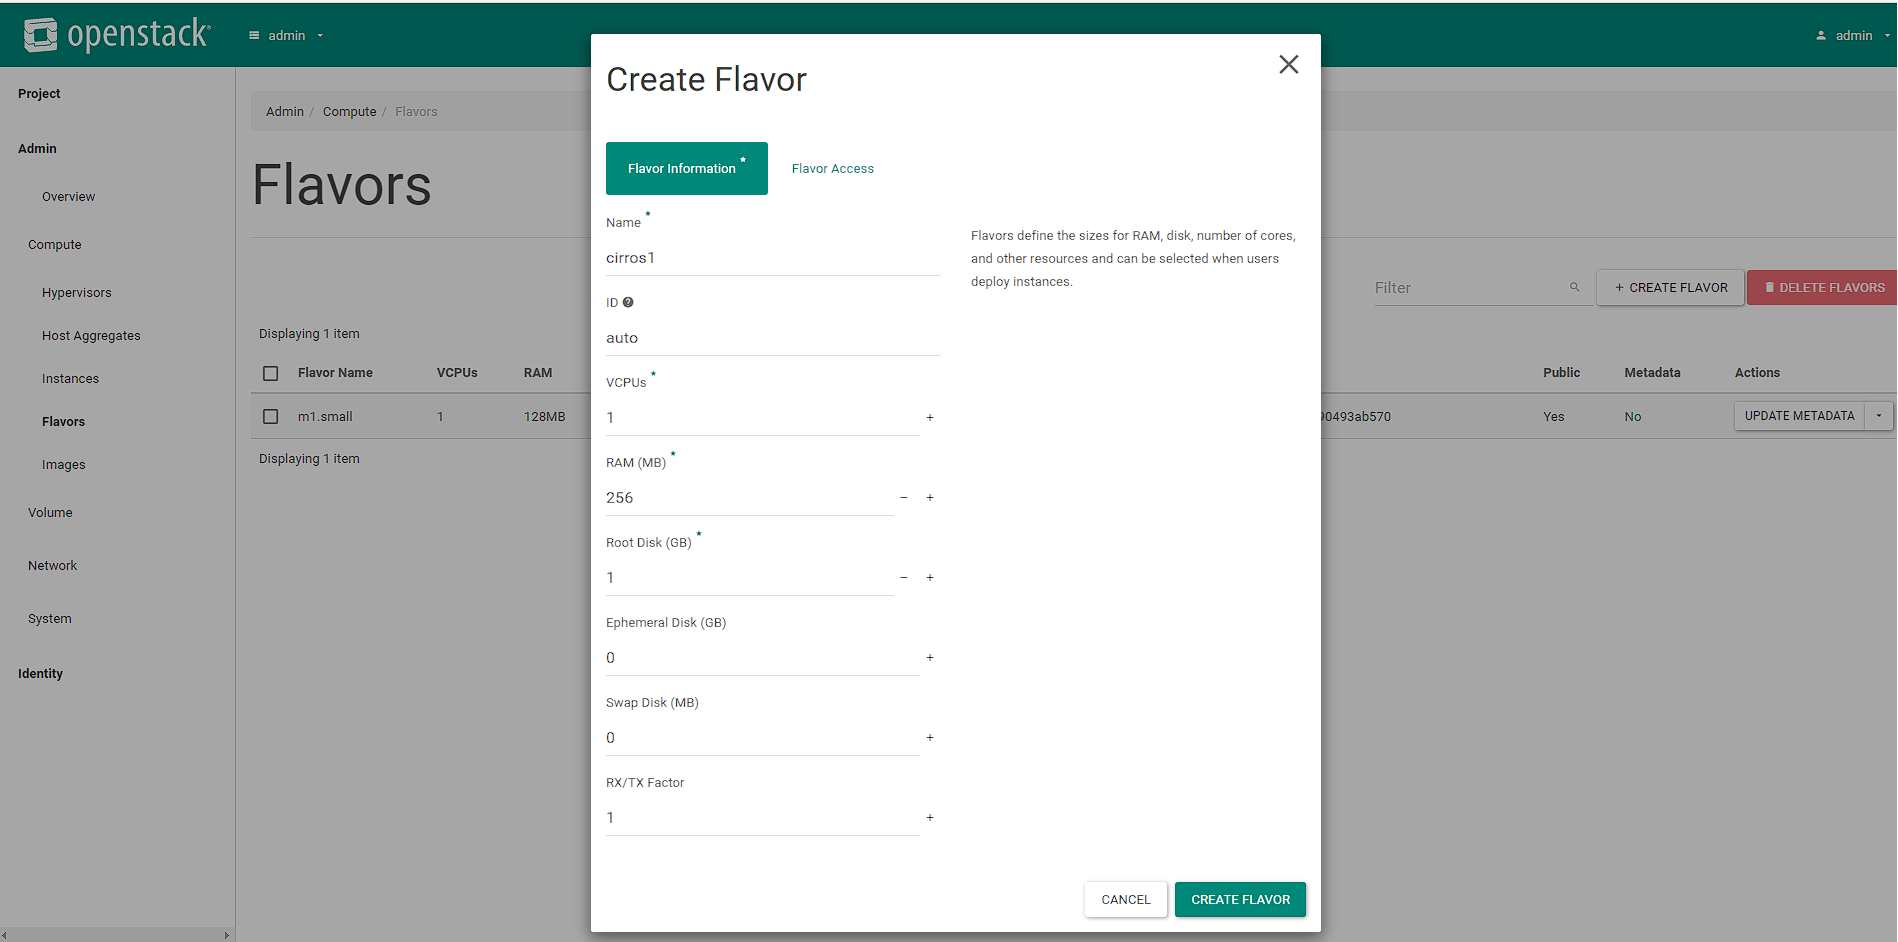 openstack
admin
admin
Project
Admin
Overview
Compute
Hypervisors
Host Aggregates
Instances
Flavors
Images
Volume
Network
System
Identity
Admin / Compute / Flavors
Flavors
Filter
+ CREATE FLAVOR
DELETE FLAVORS
Displaying 1 item
Flavor Name VCPUs RAM Public Metadata Actions
m1.small 1 128MB 90493ab570 Yes No UPDATE METADATA
Displaying 1 item
Create Flavor
Flavor Information *
Flavor Access
Name *
cirros1
ID
auto
VCPUs *
1
RAM (MB) *
256
Root Disk (GB) *
1
Ephemeral Disk (GB)
0
Swap Disk (MB)
0
RX/TX Factor
1
Flavors define the sizes for RAM, disk, number of cores,
and other resources and can be selected when users
deploy instances.
CANCEL
CREATE FLAVOR